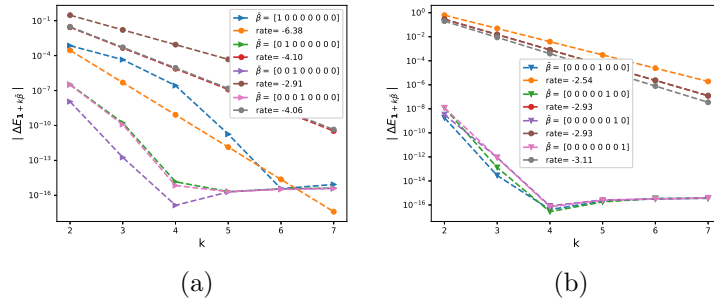 10⁻¹
10⁻⁴
10⁻⁷
10⁻¹⁰
10⁻¹³
10⁻¹⁶
| ΔE₁ ₊ ₖβ̄ |
β̄ = [1 0 0 0 0 0 0 0]
rate= -6.38
β̄ = [0 1 0 0 0 0 0 0]
rate= -4.10
β̄ = [0 0 1 0 0 0 0 0]
rate= -2.91
β̄ = [0 0 0 1 0 0 0 0]
rate= -4.06
2 3 4 5 6 7
k
(a)
10⁰
10⁻²
10⁻⁴
10⁻⁶
10⁻⁸
10⁻¹⁰
10⁻¹²
10⁻¹⁴
10⁻¹⁶
| ΔE₁ ₊ ₖβ̄ |
β̄ = [0 0 0 0 1 0 0 0]
rate= -2.54
β̄ = [0 0 0 0 0 1 0 0]
rate= -2.93
β̄ = [0 0 0 0 0 0 1 0]
rate= -2.93
β̄ = [0 0 0 0 0 0 0 1]
rate= -3.11
2 3 4 5 6 7
k
(b)